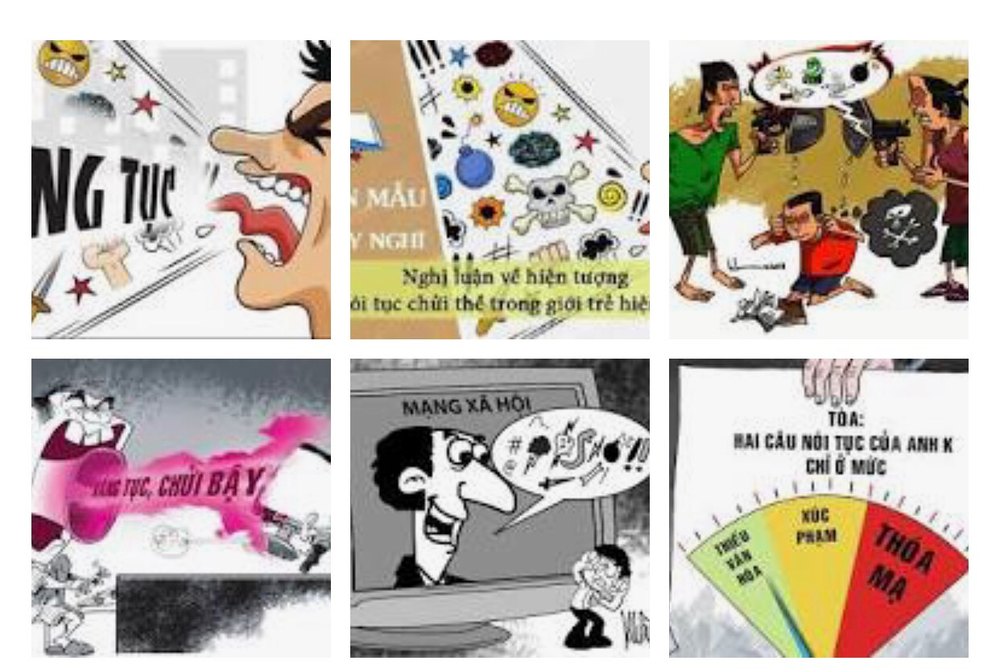 NG TỤC
N MẪU
Y NGHĨ
Nghị luận về hiện tượng
ói tục chửi thề trong giới trẻ hiệ
ĂNG TỤC, CHỬI BẬY
MẠNG XÃ HỘI
TÒA:
HAI CÂU NÓI TỤC CỦA ANH K
CHỈ Ở MỨC
THIẾU
VĂN
HÓA
XÚC
PHẠM
THÓA
MẠ